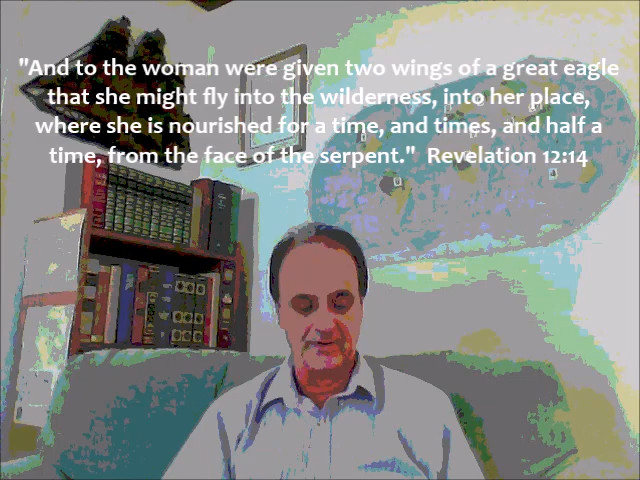 "And to the woman were given two wings of a great eagle
that she might fly into the wilderness, into her place,
where she is nourished for a time, and times, and half a
time, from the face of the serpent."  Revelation 12:14